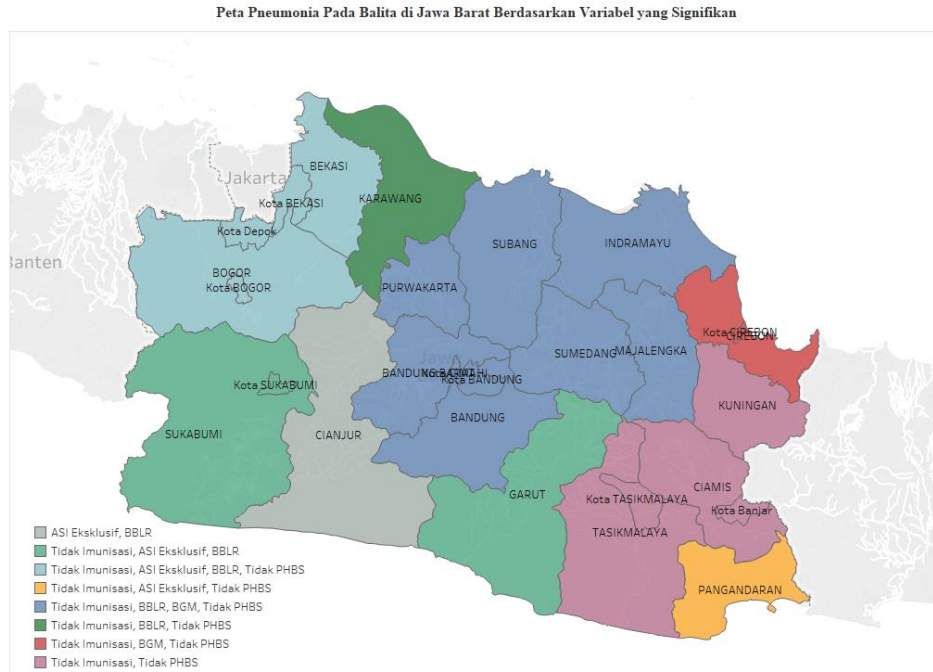 Peta Pneumonia Pada Balita di Jawa Barat Berdasarkan Variabel yang Signifikan
BEKASI
Jakarta
KARAWANG
Kota BEKASI
Kota Depok
SUBANG
INDRAMAYU
Banten
BOGOR
Kota BOGOR
PURWAKARTA
Kota CIREBON
CIREBON
Jawa
SUMEDANG
MAJALENGKA
BANDUNG BARAT
Kota BANDUNG
Kota SUKABUMI
KUNINGAN
BANDUNG
SUKABUMI
CIANJUR
CIAMIS
GARUT
Kota TASIKMALAYA
Kota Banjar
TASIKMALAYA
PANGANDARAN
ASI Eksklusif, BBLR
Tidak Imunisasi, ASI Eksklusif, BBLR
Tidak Imunisasi, ASI Eksklusif, BBLR, Tidak PHBS
Tidak Imunisasi, ASI Eksklusif, Tidak PHBS
Tidak Imunisasi, BBLR, BGM, Tidak PHBS
Tidak Imunisasi, BBLR, Tidak PHBS
Tidak Imunisasi, BGM, Tidak PHBS
Tidak Imunisasi, Tidak PHBS